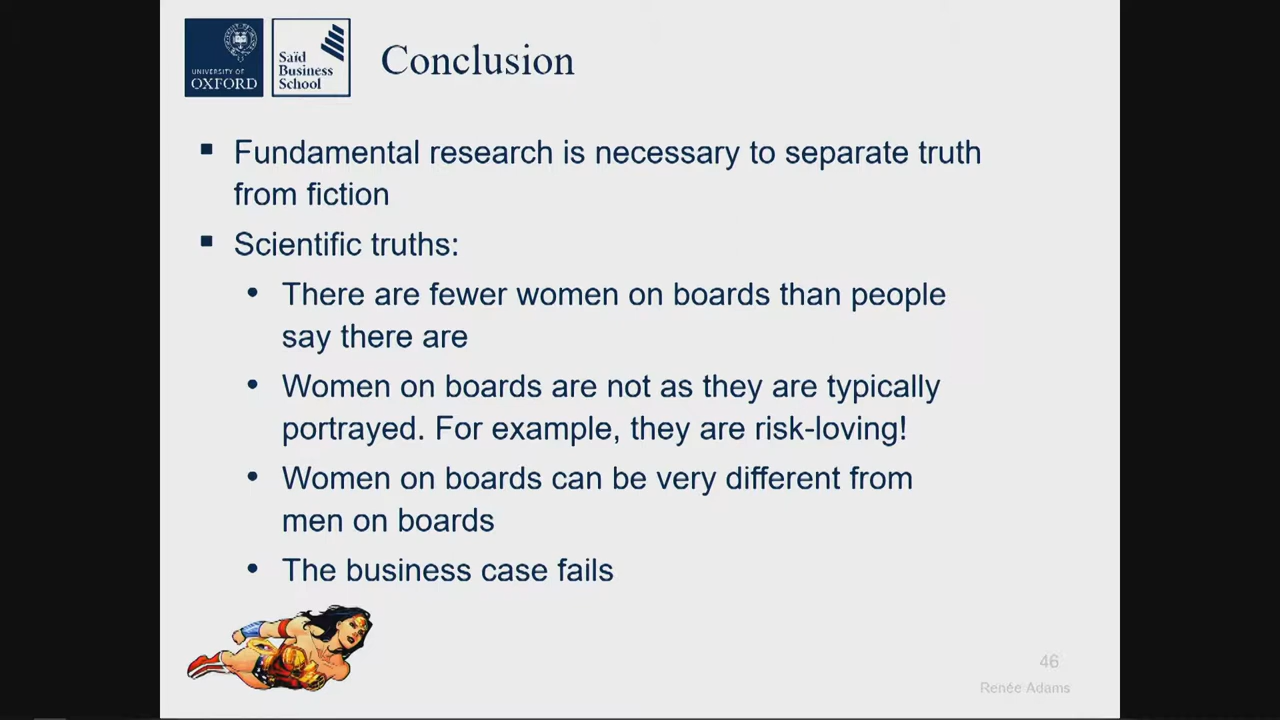 UNIVERSITY OF
OXFORD
Saïd
Business
School
Conclusion
▪ Fundamental research is necessary to separate truth
from fiction
▪ Scientific truths:
• There are fewer women on boards than people
say there are
• Women on boards are not as they are typically
portrayed. For example, they are risk-loving!
• Women on boards can be very different from
men on boards
• The business case fails
46
Renée Adams